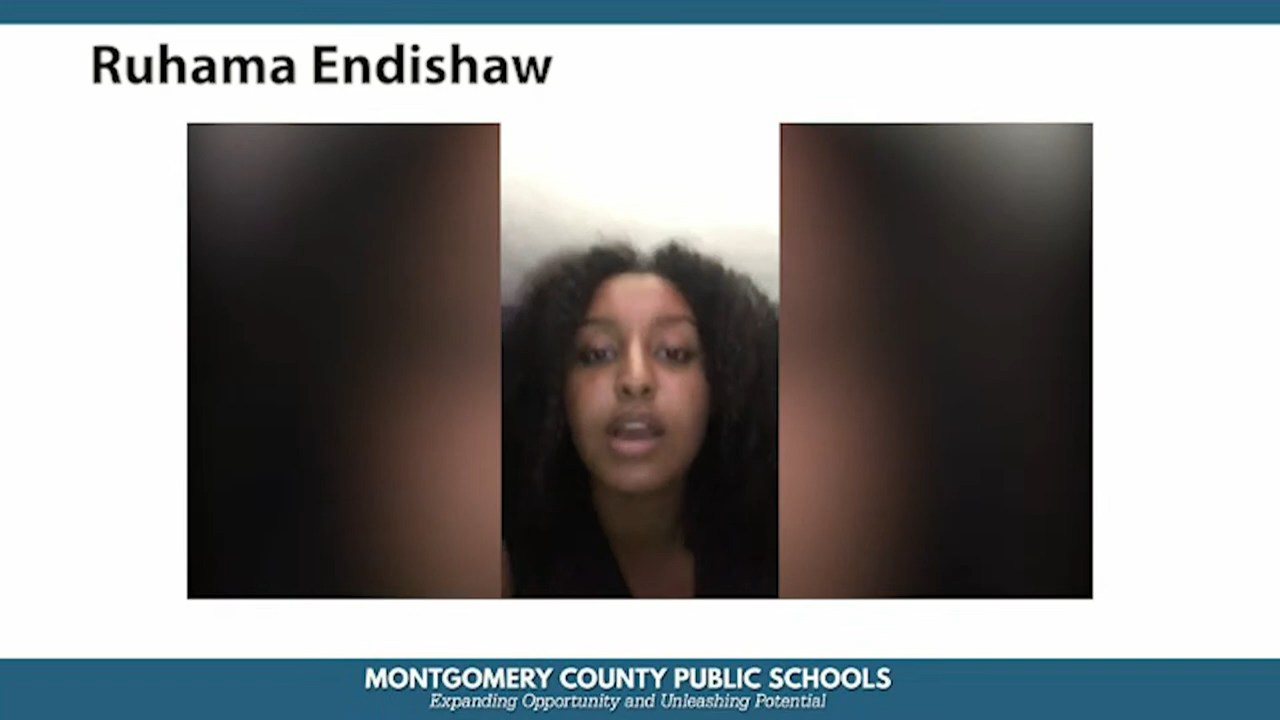 Ruhama Endishaw
MONTGOMERY COUNTY PUBLIC SCHOOLS
Expanding Opportunity and Unleashing Potential